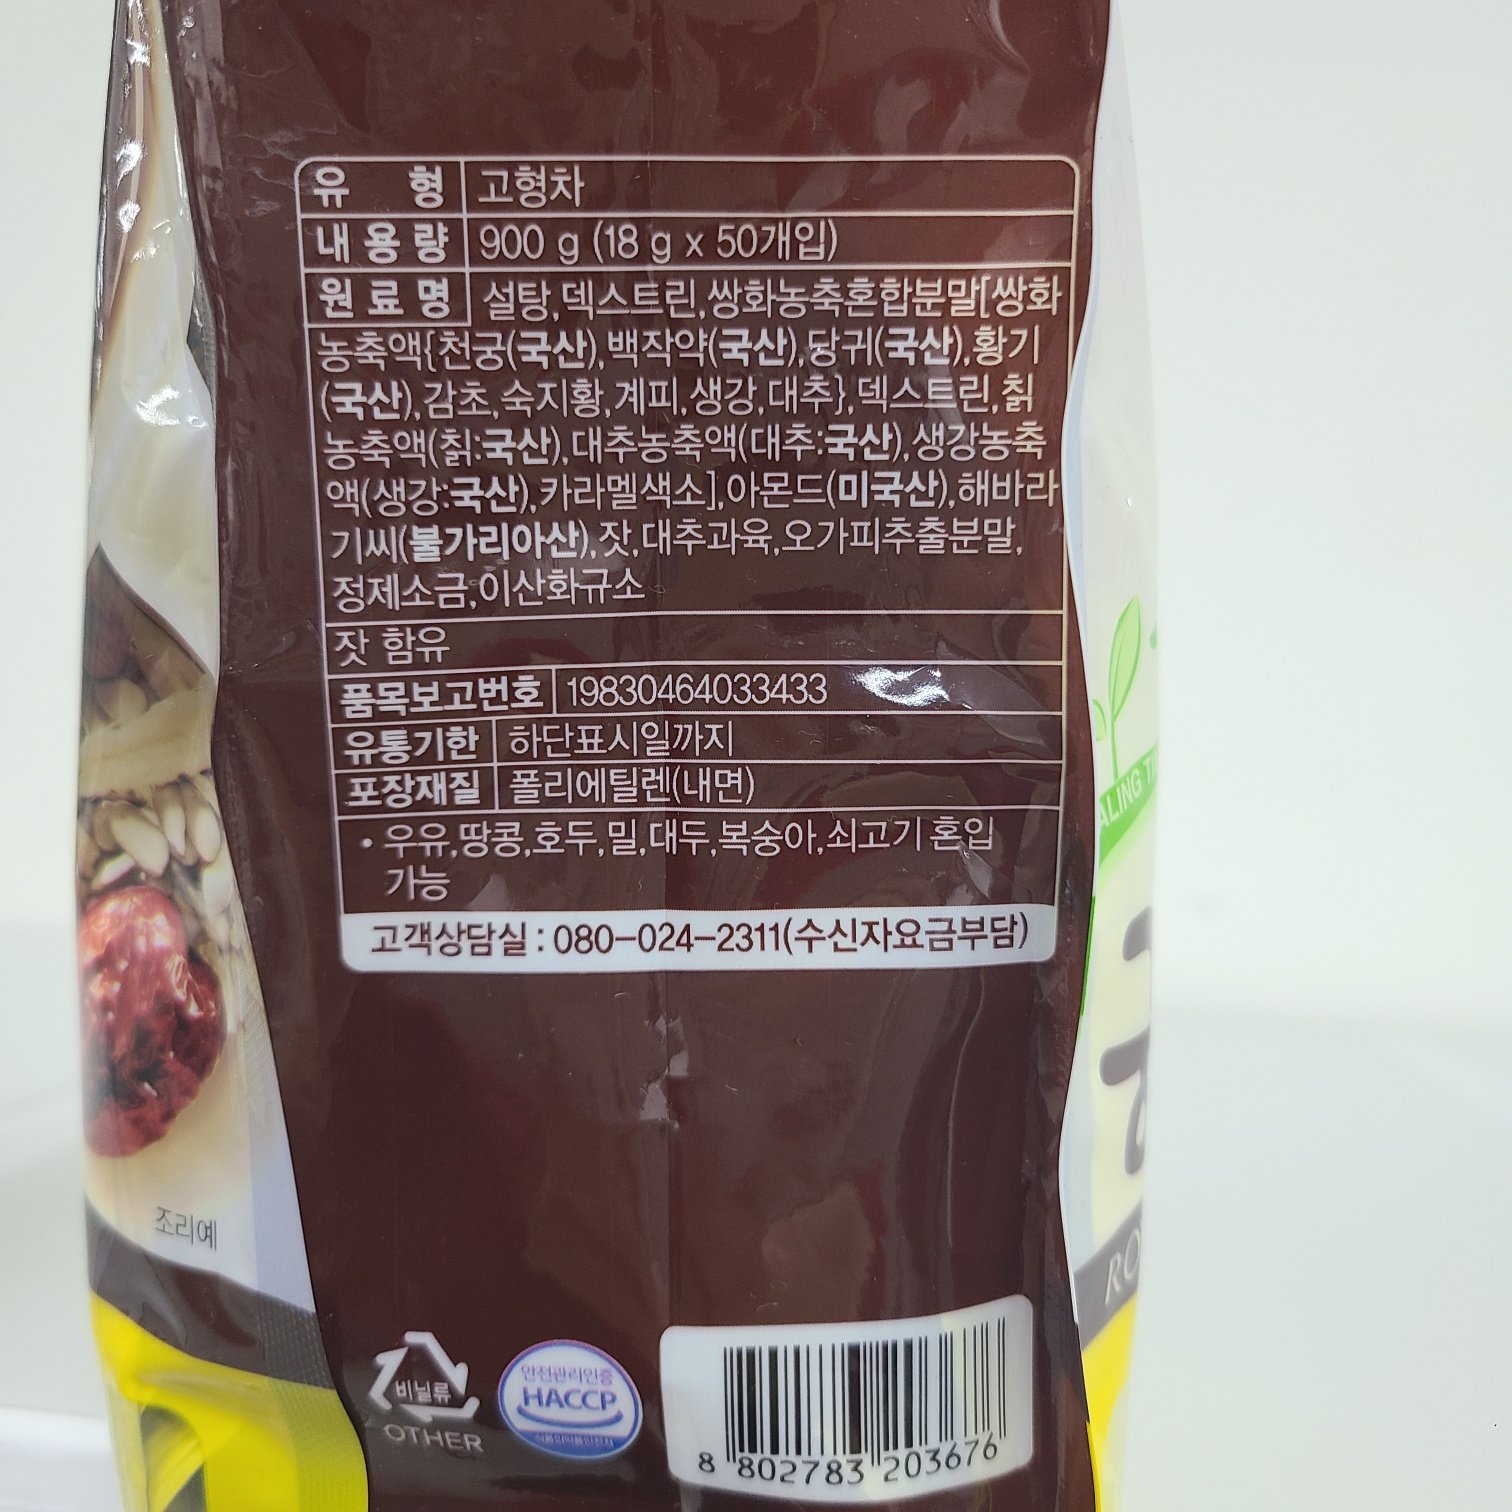 유 형 고형차
내용량 900 g (18 g x 50개입)
원료명 설탕,덱스트린,쌍화농축혼합분말[쌍화
농축액{천궁(국산),백작약(국산),당귀(국산),황기
(국산),감초,숙지황,계피,생강,대추},덱스트린,칡
농축액(칡:국산),대추농축액(대추:국산),생강농축
액(생강:국산),카라멜색소],아몬드(미국산),해바라
기씨(불가리아산),잣,대추과육,오가피추출분말,
정제소금,이산화규소
잣 함유
품목보고번호 19830464033433
유통기한 하단표시일까지
포장재질 폴리에틸렌(내면)
• 우유,땅콩,호두,밀,대두,복숭아,쇠고기 혼입
가능
고객상담실 : 080-024-2311(수신자요금부담)
ALING
조리예
RO
비닐류
OTHER
안전관리인증
HACCP
식품의약품안전처
8 802783 203676